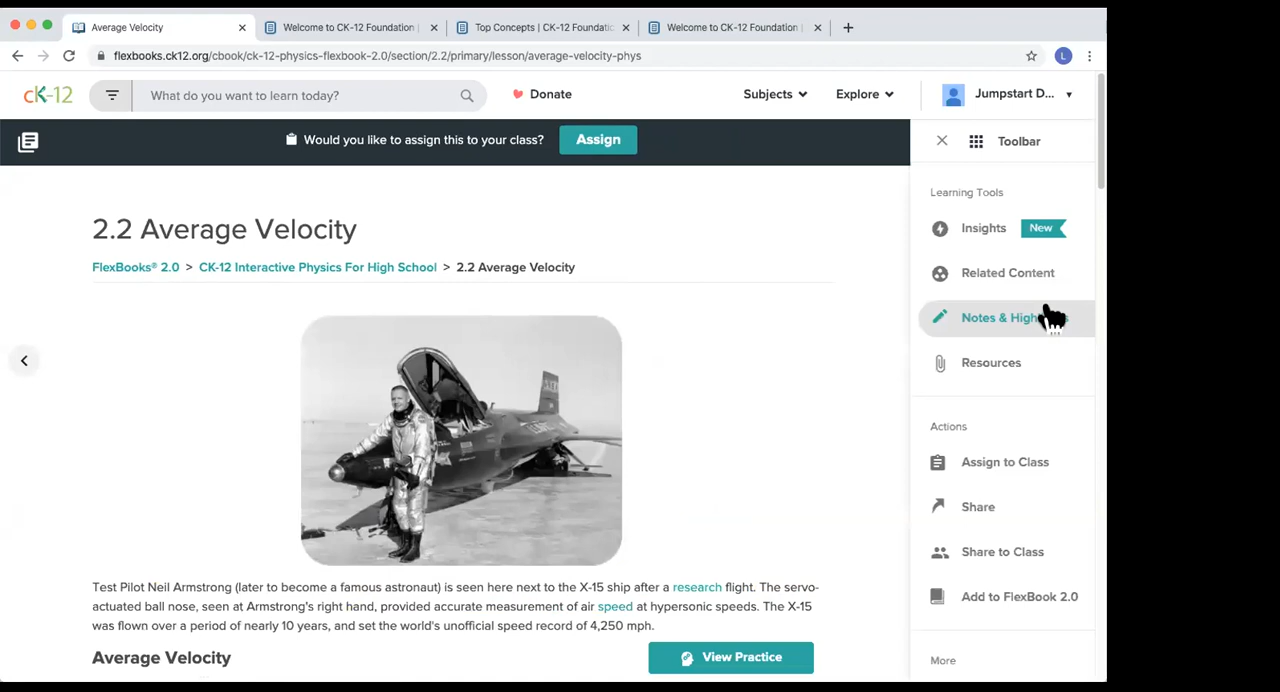 Average Velocity
Welcome to CK-12 Foundation |
Top Concepts | CK-12 Foundatic
Welcome to CK-12 Foundation |
flexbooks.ck12.org/cbook/ck-12-physics-flexbook-2.0/section/2.2/primary/lesson/average-velocity-phys
L
cK-12
What do you want to learn today?
Donate
Subjects
Explore
Jumpstart D...
Would you like to assign this to your class?
Assign
Toolbar
2.2 Average Velocity
FlexBooks® 2.0 > CK-12 Interactive Physics For High School > 2.2 Average Velocity
Learning Tools
Insights
New
Related Content
Notes &
Resources
Actions
Assign to Class
Share
Share to Class
Add to FlexBook 2.0
More
Test Pilot Neil Armstrong (later to become a famous astronaut) is seen here next to the X-15 ship after a research flight. The servo-
actuated ball nose, seen at Armstrong's right hand, provided accurate measurement of air speed at hypersonic speeds. The X-15
was flown over a period of nearly 10 years, and set the world's unofficial speed record of 4,250 mph.
Average Velocity
View Practice